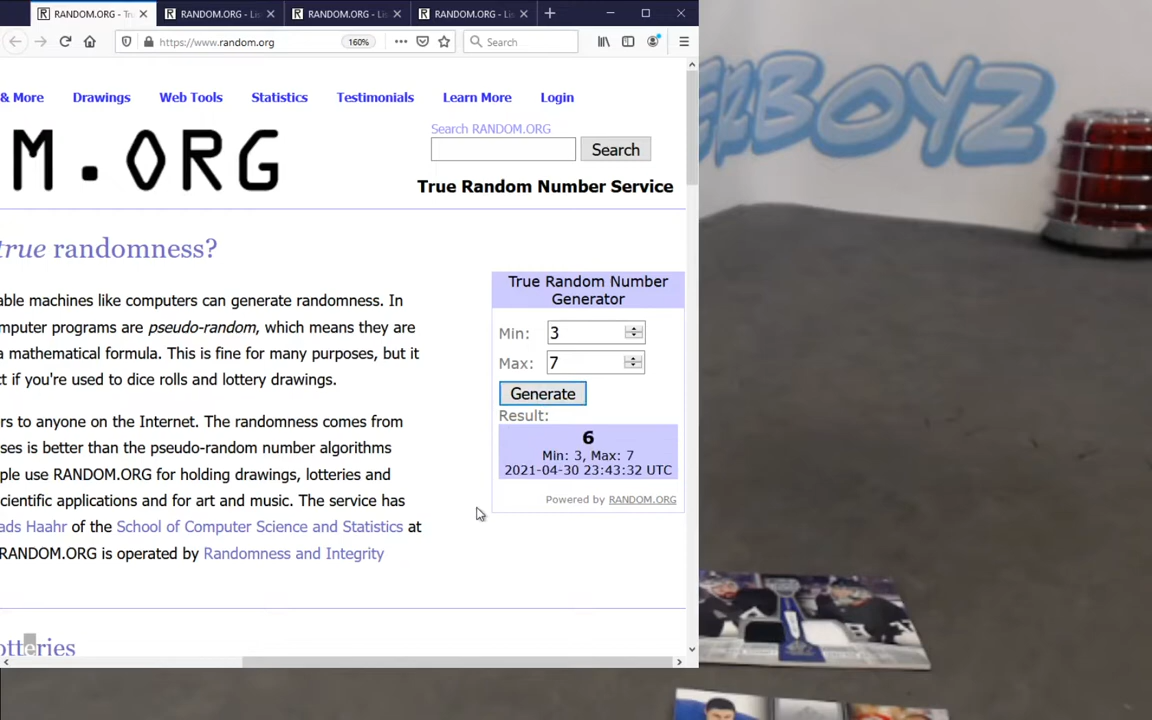 RANDOM.ORG - Tr
RANDOM.ORG - Li
RANDOM.ORG - Li
RANDOM.ORG - Li
https://www.random.org
160%
Search
& More
Drawings
Web Tools
Statistics
Testimonials
Learn More
Login
M.ORG
Search RANDOM.ORG
Search
True Random Number Service
true randomness?
able machines like computers can generate randomness. In
omputer programs are pseudo-random, which means they are
a mathematical formula. This is fine for many purposes, but it
ct if you're used to dice rolls and lottery drawings.
ers to anyone on the Internet. The randomness comes from
ses is better than the pseudo-random number algorithms
ple use RANDOM.ORG for holding drawings, lotteries and
scientific applications and for art and music. The service has
ads Haahr of the School of Computer Science and Statistics at
RANDOM.ORG is operated by Randomness and Integrity
True Random Number
Generator
Min: 3
Max: 7
Generate
Result:
6
Min: 3, Max: 7
2021-04-30 23:43:32 UTC
Powered by RANDOM.ORG
otteries
BOYZ